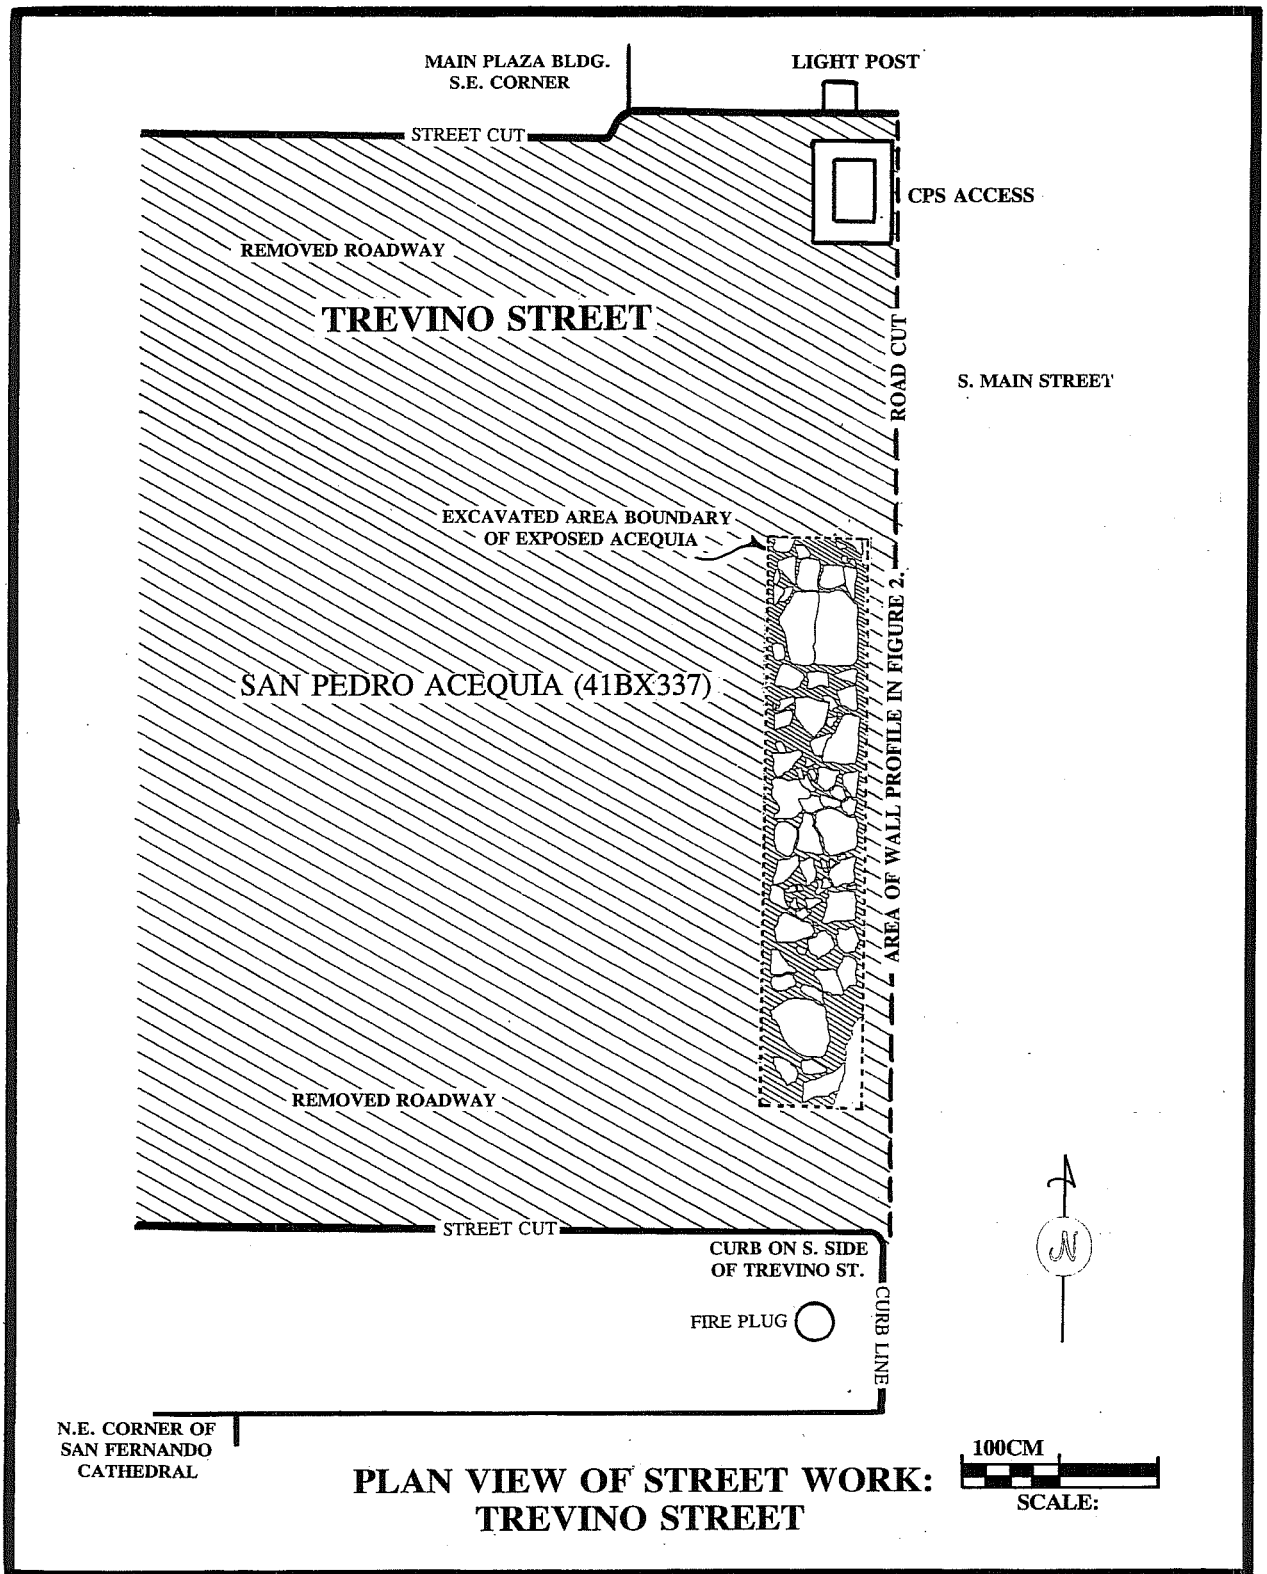 MAIN PLAZA BLDG.
S.E. CORNER
LIGHT POST
STREET CUT
CPS ACCESS
REMOVED ROADWAY
TREVINO STREET
ROAD CUT
S. MAIN STREET
EXCAVATED AREA BOUNDARY
OF EXPOSED ACEQUIA
AREA OF WALL PROFILE IN FIGURE 2.
SAN PEDRO ACEQUIA (41BX337)
REMOVED ROADWAY
STREET CUT
CURB ON S. SIDE
OF TREVINO ST.
N
FIRE PLUG
CURB LINE
N.E. CORNER OF
SAN FERNANDO
CATHEDRAL
100CM
SCALE:
PLAN VIEW OF STREET WORK:
TREVINO STREET